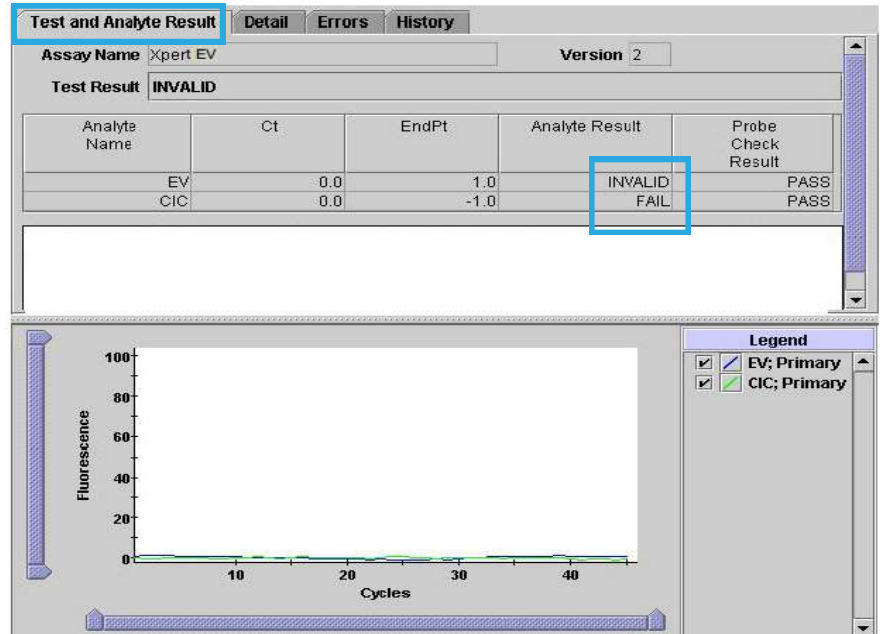 Test and Analyte Result Detail Errors History
Assay Name Xpert EV Version 2
Test Result INVALID
Analyte Name Ct EndPt Analyte Result Probe Check Result
EV 0.0 1.0 INVALID PASS
CIC 0.0 -1.0 FAIL PASS
Legend
EV; Primary
CIC; Primary
100
80
60
40
20
0
Fluorescence
10 20 30 40
Cycles